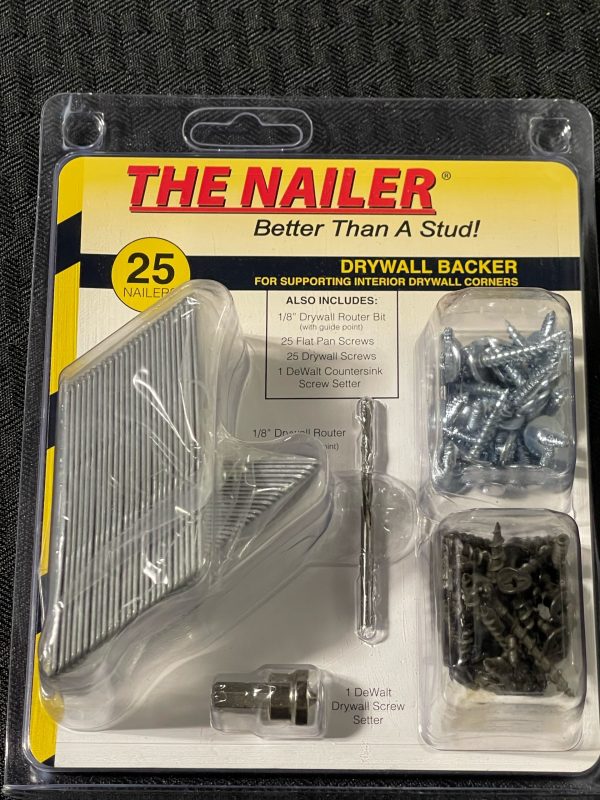 THE NAILER®
Better Than A Stud!
25
NAILERS
DRYWALL BACKER
FOR SUPPORTING INTERIOR DRYWALL CORNERS
ALSO INCLUDES:
1/8" Drywall Router Bit
(with guide point)
25 Flat Pan Screws
25 Drywall Screws
1 DeWalt Countersink
Screw Setter
1/8" Drywall Router
1 DeWalt
Drywall Screw
Setter